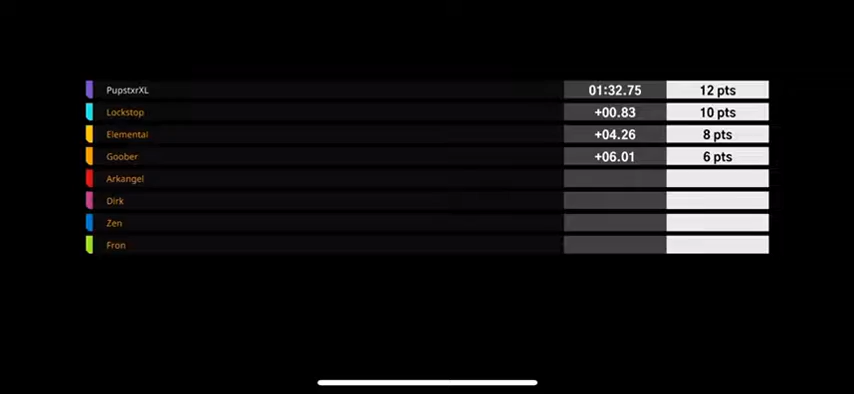 PupstxrXL 01:32.75 12 pts
Lockstop +00.83 10 pts
Elemental +04.26 8 pts
Goober +06.01 6 pts
Arkangel
Dirk
Zen
Fron